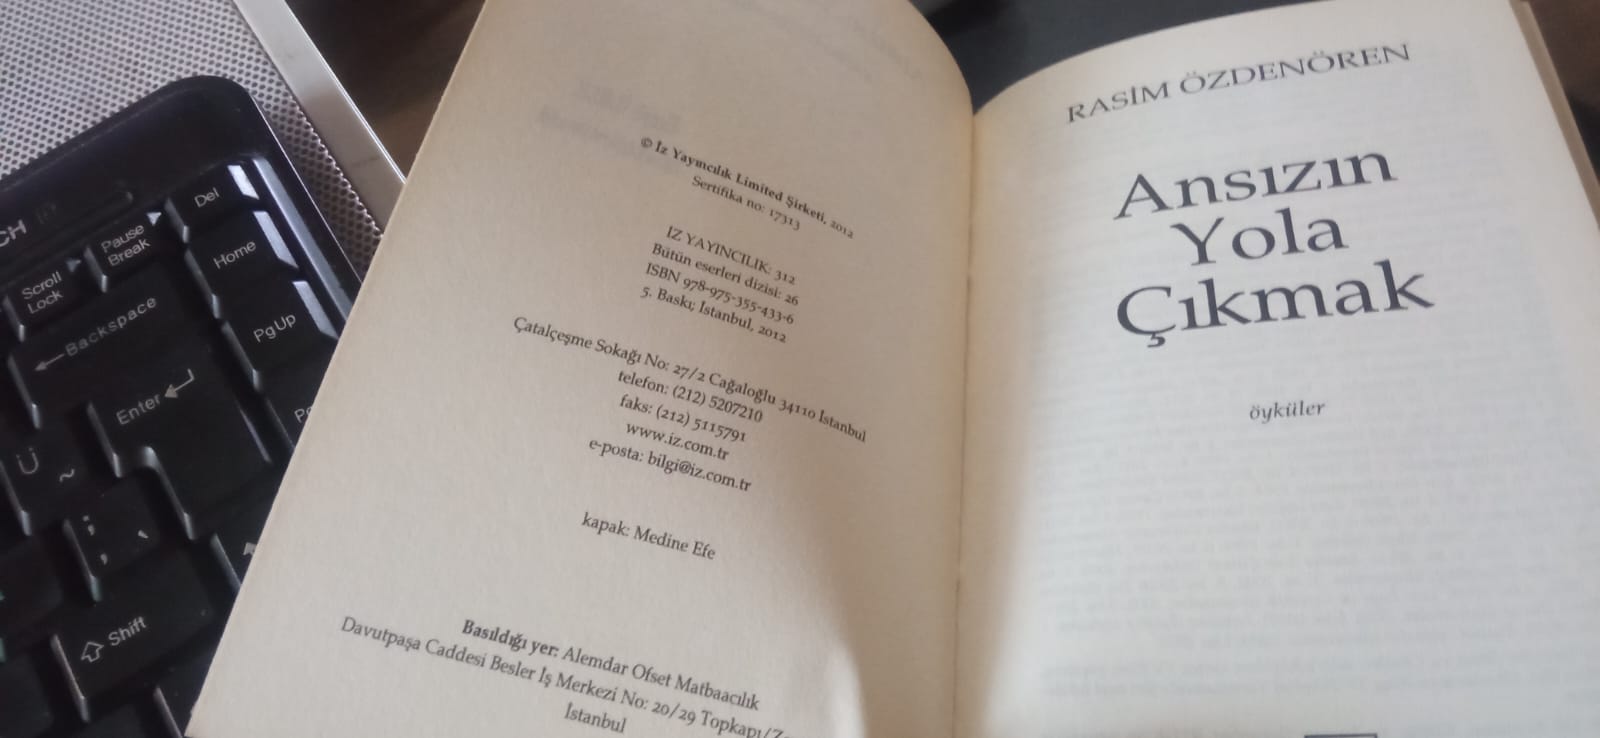 CH
Scroll
Lock
Pause
Break
Del
Backspace
Home
Enter
PgUp
Ü
~
;
,
Shift
© İz Yayıncılık Limited Şirketi, 2012
Sertifika no: 17313
İZ YAYINCILIK: 312
Bütün eserleri dizisi: 26
ISBN 978-975-355-433-6
5. Baskı; İstanbul, 2012
Çatalçeşme Sokağı No: 27/2 Cağaloğlu 34110 İstanbul
telefon: (212) 5207210
faks: (212) 5115791
www.iz.com.tr
e-posta: bilgi@iz.com.tr
kapak: Medine Efe
Basıldığı yer: Alemdar Ofset Matbaacılık
Davutpaşa Caddesi Besler İş Merkezi No: 20/29 Topkapı/
İstanbul
RASİM ÖZDENÖREN
Ansızın
Yola
Çıkmak
öyküler